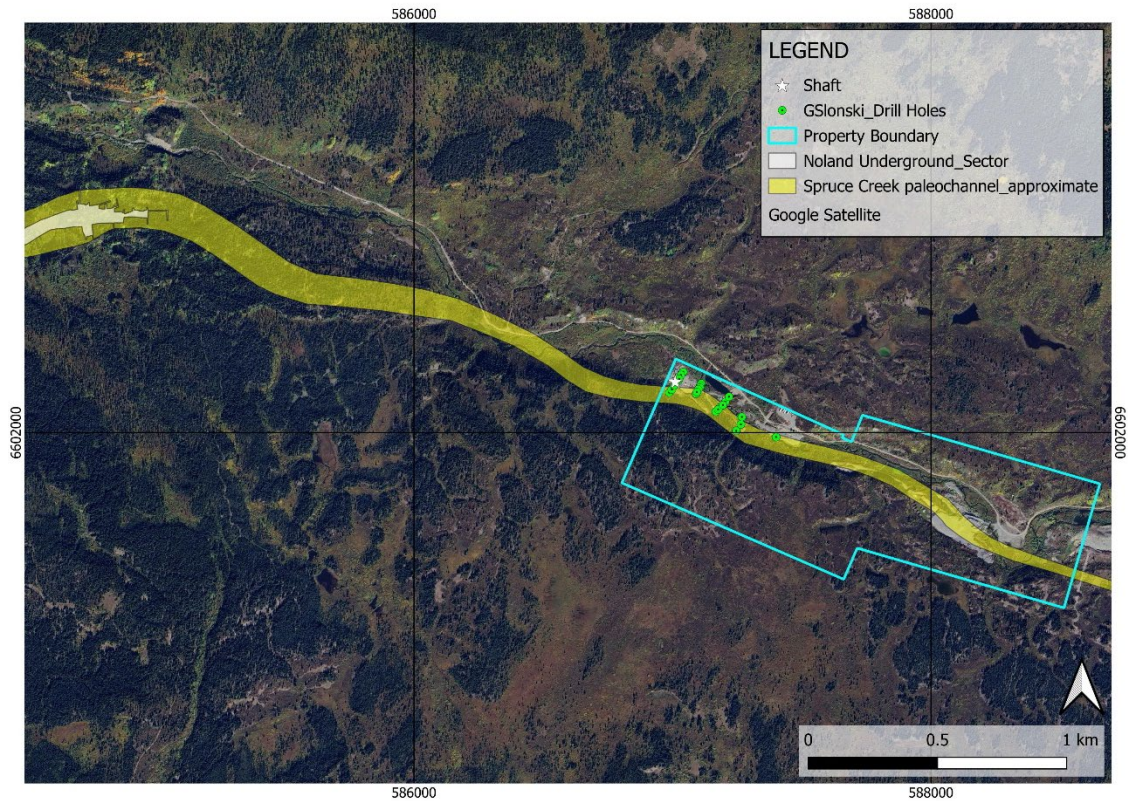 586000
588000
LEGEND
Shaft
GSlonski_Drill Holes
Property Boundary
Noland Underground_Sector
Spruce Creek paleochannel_approximate
Google Satellite
6602000
6602000
0
0.5
1 km
586000
588000